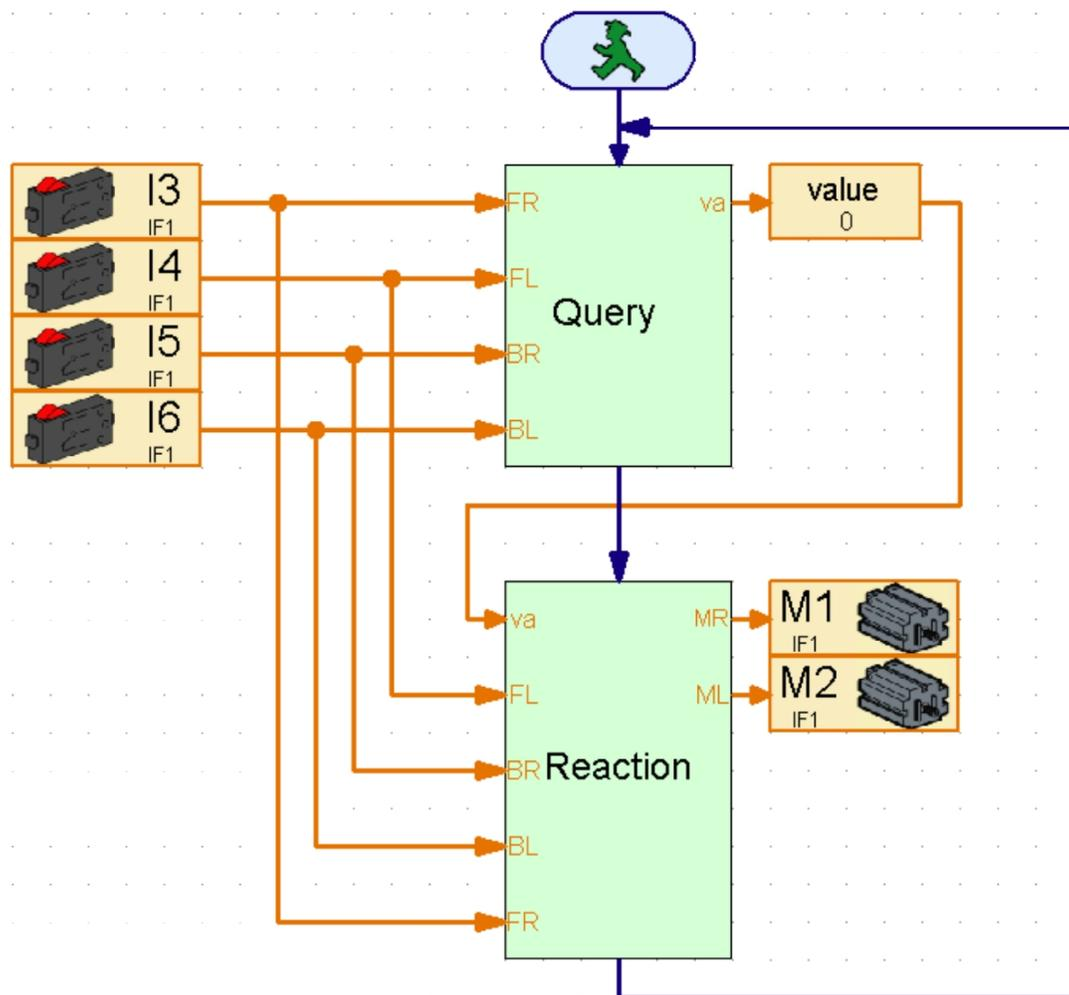 I3
IF1
I4
IF1
I5
IF1
I6
IF1
FR
FL
BR
BL
va
Query
value
0
va
FL
BR
BL
FR
MR
ML
Reaction
M1
IF1
M2
IF1